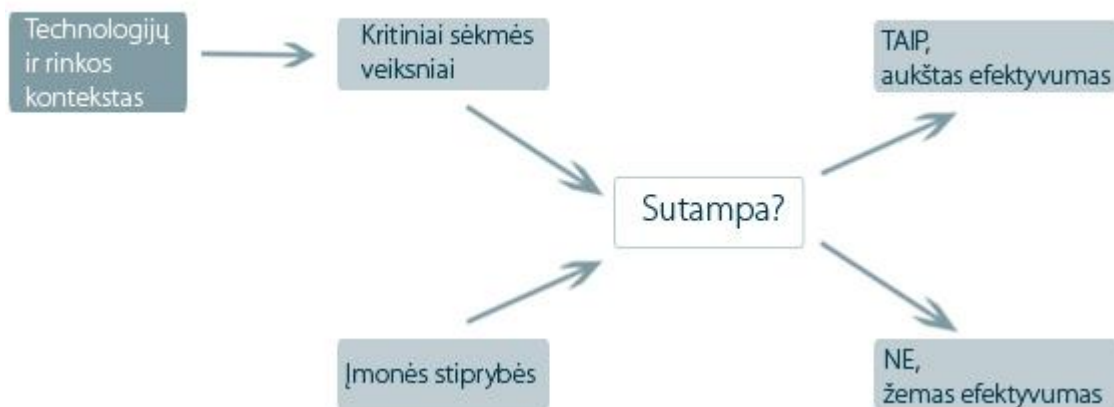 Technologijų
ir rinkos
kontekstas
Kritiniai sėkmės
veiksniai
TAIP,
aukštas efektyvumas
Sutampa?
Įmonės stiprybės
NE,
žemas efektyvumas